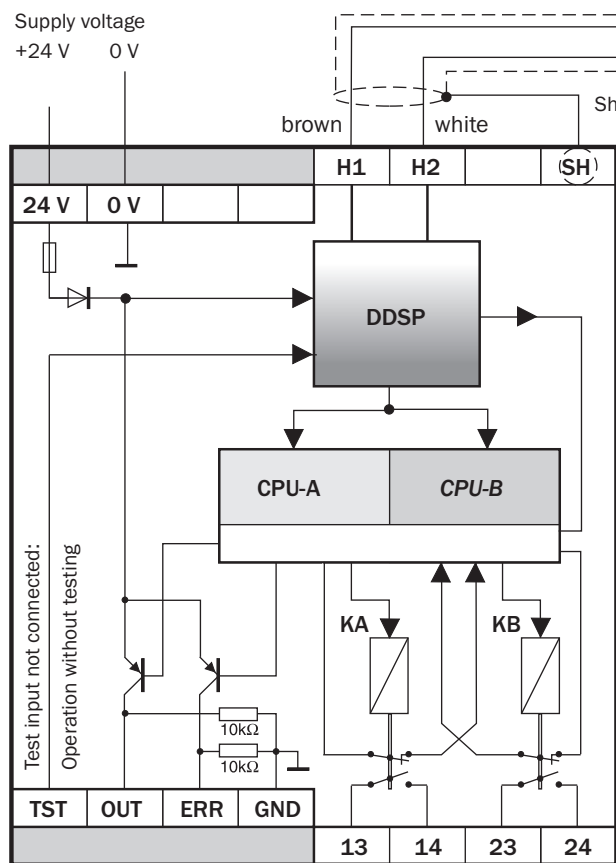 Supply voltage
+24 V 0 V
Sh
brown white
H1 H2 SH
24 V 0 V
DDSP
CPU-A CPU-B
Test input not connected:
Operation without testing
KA KB
10kΩ
10kΩ
TST OUT ERR GND
13 14 23 24